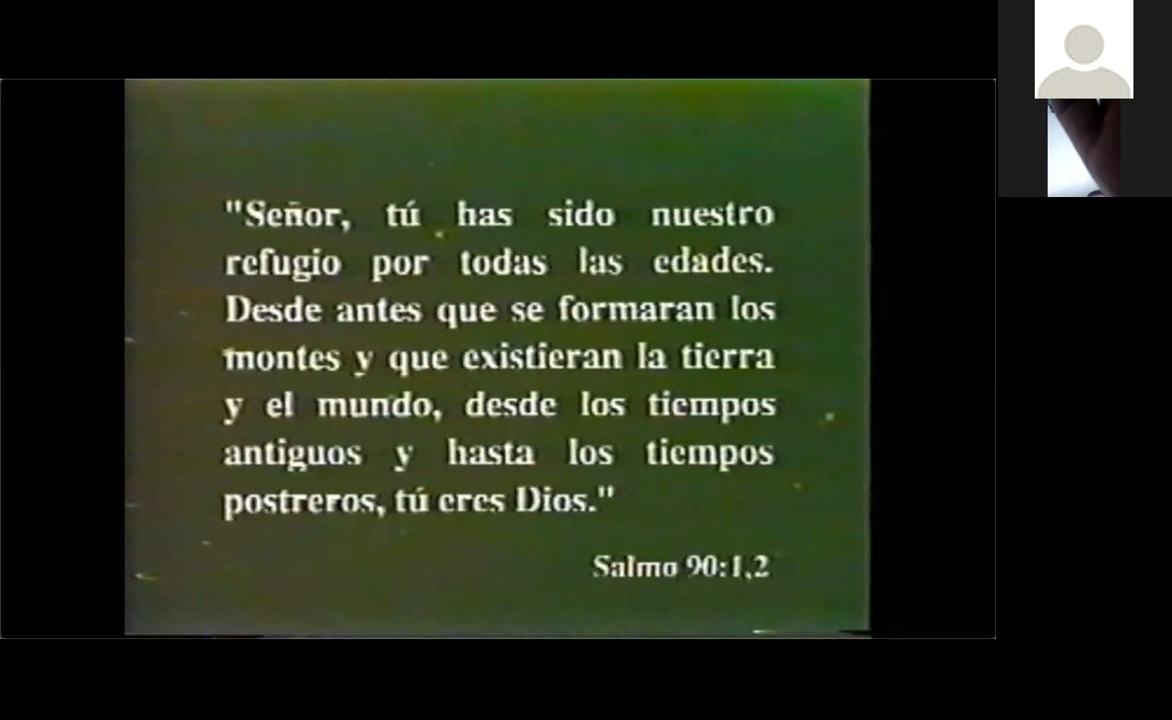 "Señor, tú has sido nuestro
refugio por todas las edades.
Desde antes que se formaran los
montes y que existieran la tierra
y el mundo, desde los tiempos
antiguos y hasta los tiempos
postreros, tú eres Dios."
Salmo 90:1,2